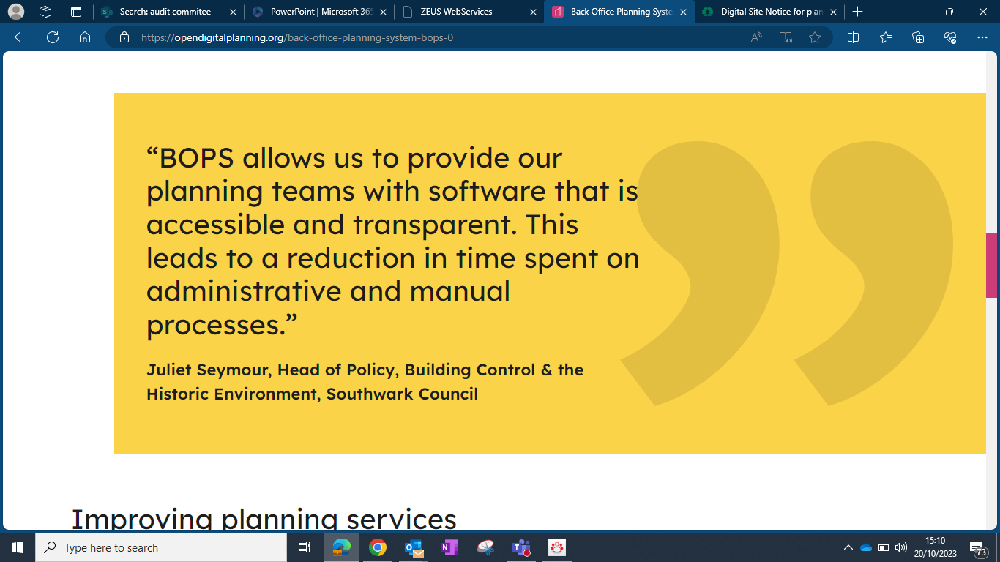 Search: audit commitee
PowerPoint | Microsoft 365
ZEUS WebServices
Back Office Planning Syste
Digital Site Notice for plan
https://opendigitalplanning.org/back-office-planning-system-bops-0
“BOPS allows us to provide our
planning teams with software that is
accessible and transparent. This
leads to a reduction in time spent on
administrative and manual
processes.”
Juliet Seymour, Head of Policy, Building Control & the
Historic Environment, Southwark Council
Improving planning services
Type here to search
15:10
20/10/2023
73